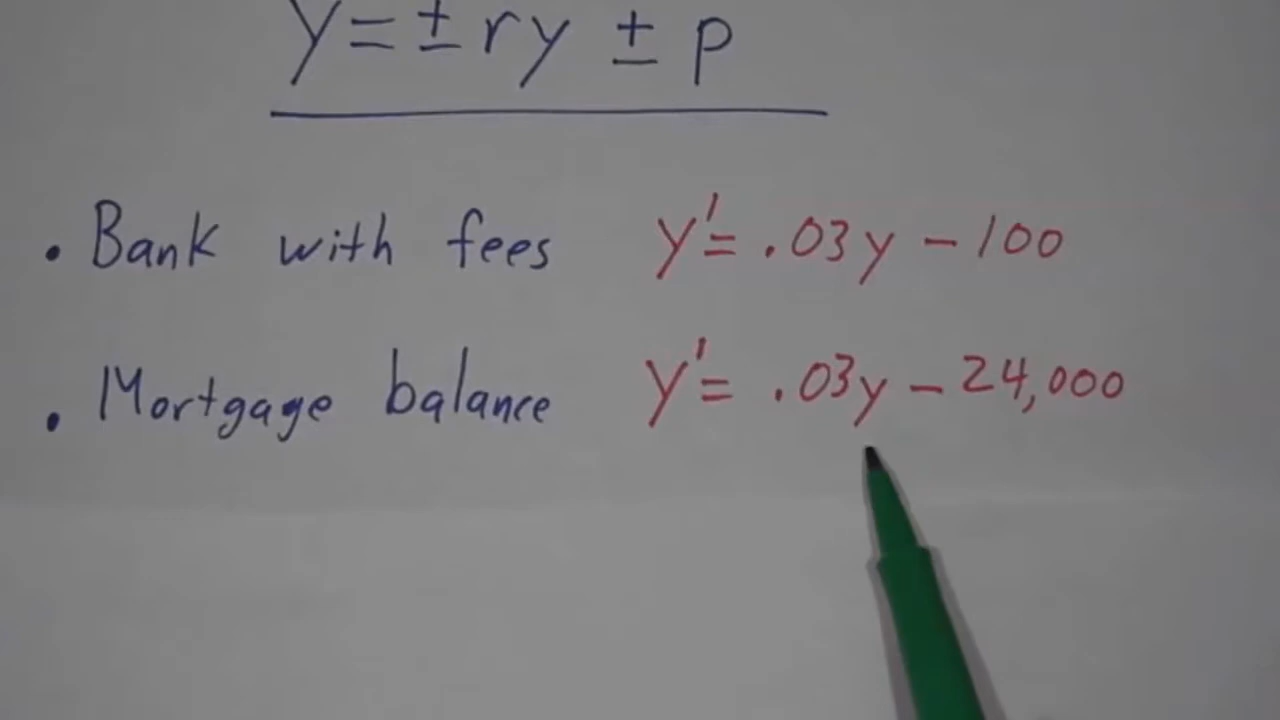 y = ± ry ± p
• Bank with fees y' = .03y - 100
• Mortgage balance y' = .03y - 24,000